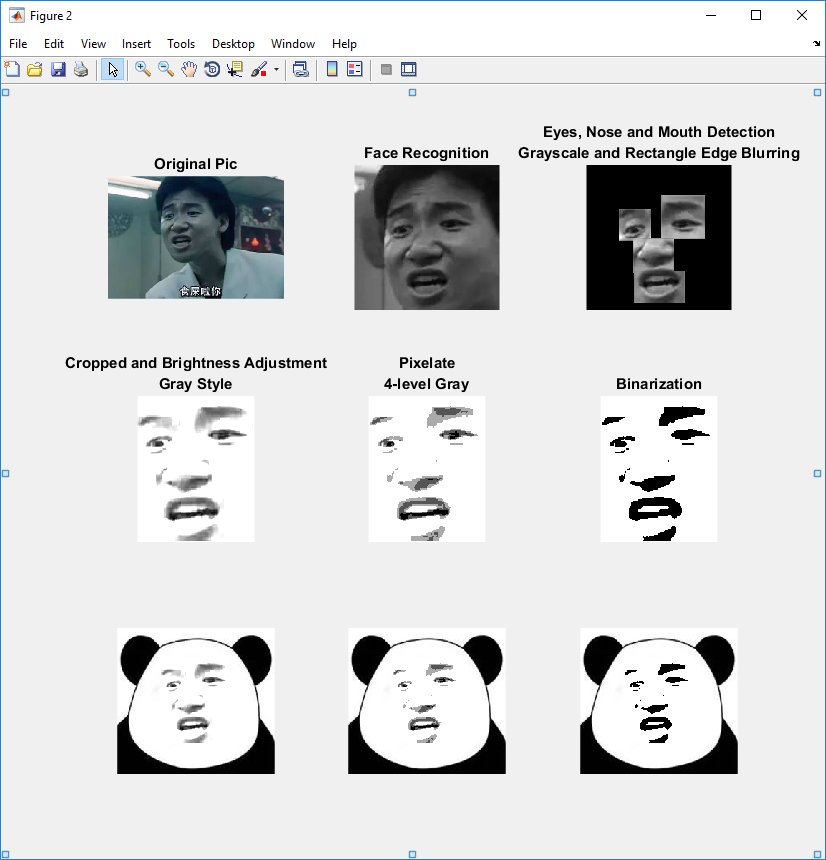 Figure 2
File Edit View Insert Tools Desktop Window Help
Original Pic
食屎啦你
Face Recognition
Eyes, Nose and Mouth Detection
Grayscale and Rectangle Edge Blurring
Cropped and Brightness Adjustment
Gray Style
Pixelate
4-level Gray
Binarization